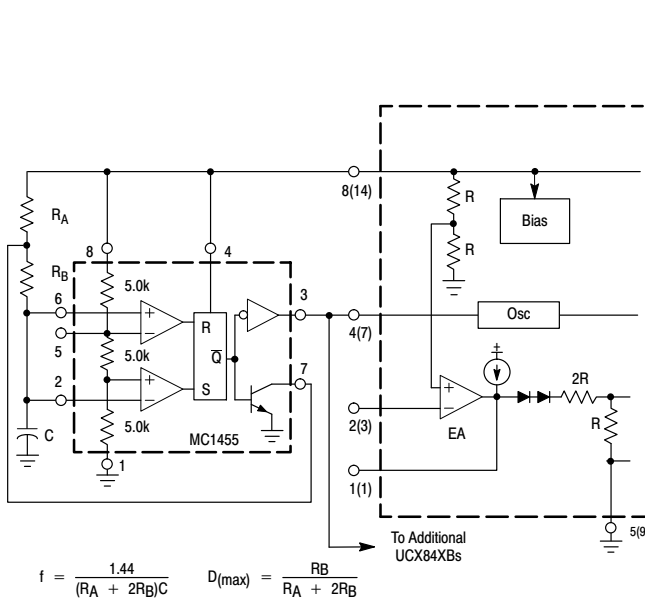 8(14)
R
R
Bias
RA
RB
8
4
5.0k
6
3
R
5
Q
5.0k
7
2
S
5.0k
MC1455
C
1
4(7)
Osc
2R
2(3)
EA
R
1(1)
5(9
To Additional
UCX84XBs
f = 1.44 / (RA + 2RB)C
D(max) = RB / RA + 2RB